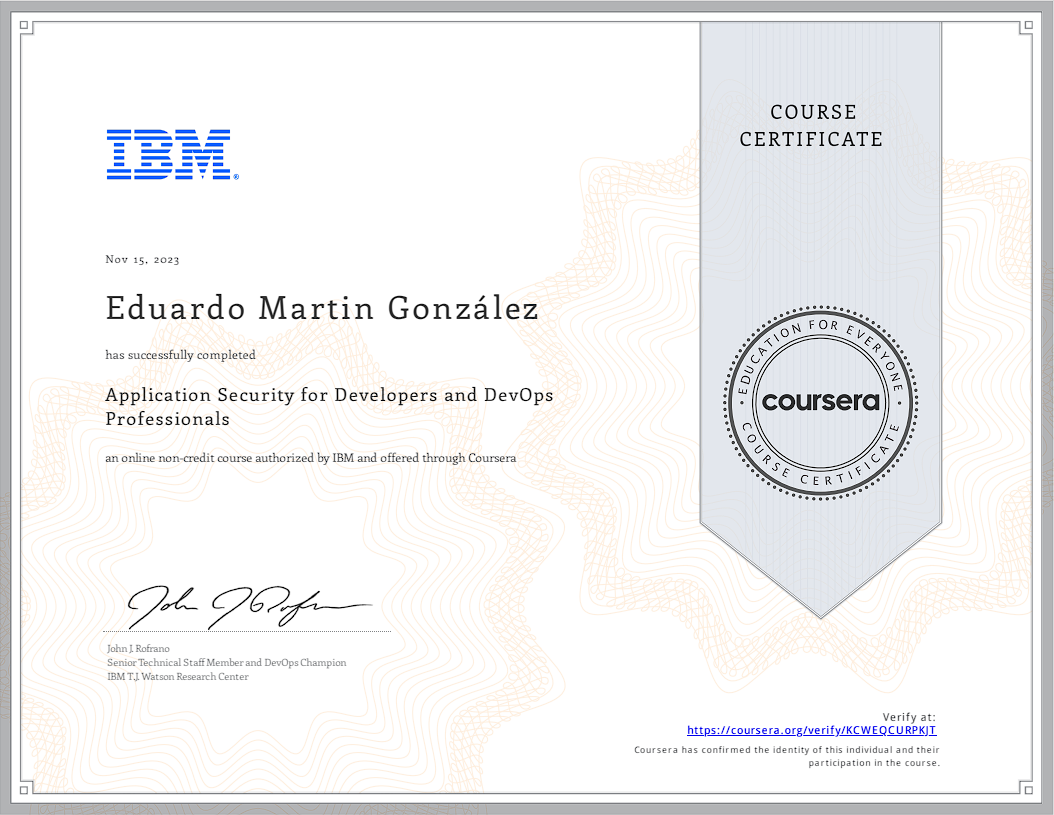 COURSE
CERTIFICATE
IBM®
Nov 15, 2023
Eduardo Martin González
has successfully completed
Application Security for Developers and DevOps
Professionals
an online non-credit course authorized by IBM and offered through Coursera
EDUCATION FOR EVERYONE
coursera
COURSE CERTIFICATE
John J Rofrano
John J. Rofrano
Senior Technical Staff Member and DevOps Champion
IBM T.J. Watson Research Center
Verify at:
https://coursera.org/verify/KCWEQCURPKJT
Coursera has confirmed the identity of this individual and their
participation in the course.